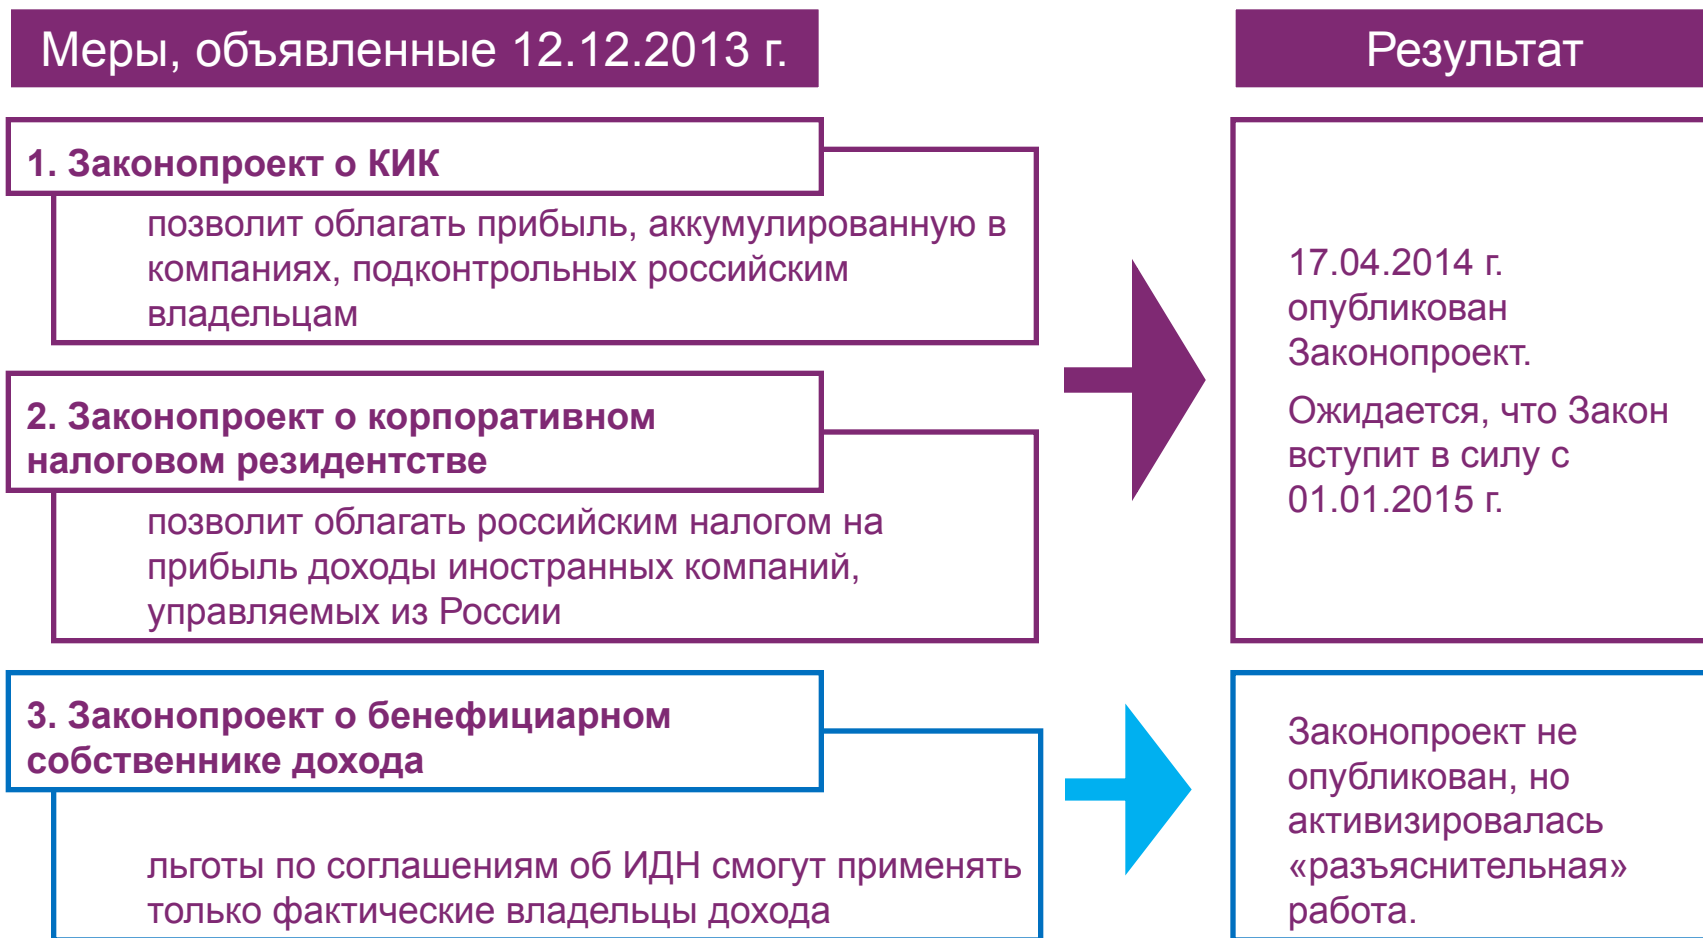 Меры, объявленные 12.12.2013 г.
Результат
1. Законопроект о КИК
позволит облагать прибыль, аккумулированную в
компаниях, подконтрольных российским
владельцам
2. Законопроект о корпоративном
налоговом резидентстве
позволит облагать российским налогом на
прибыль доходы иностранных компаний,
управляемых из России
17.04.2014 г.
опубликован
Законопроект.
Ожидается, что Закон
вступит в силу с
01.01.2015 г.
3. Законопроект о бенефициарном
собственнике дохода
льготы по соглашениям об ИДН смогут применять
только фактические владельцы дохода
Законопроект не
опубликован, но
активизировалась
«разъяснительная»
работа.